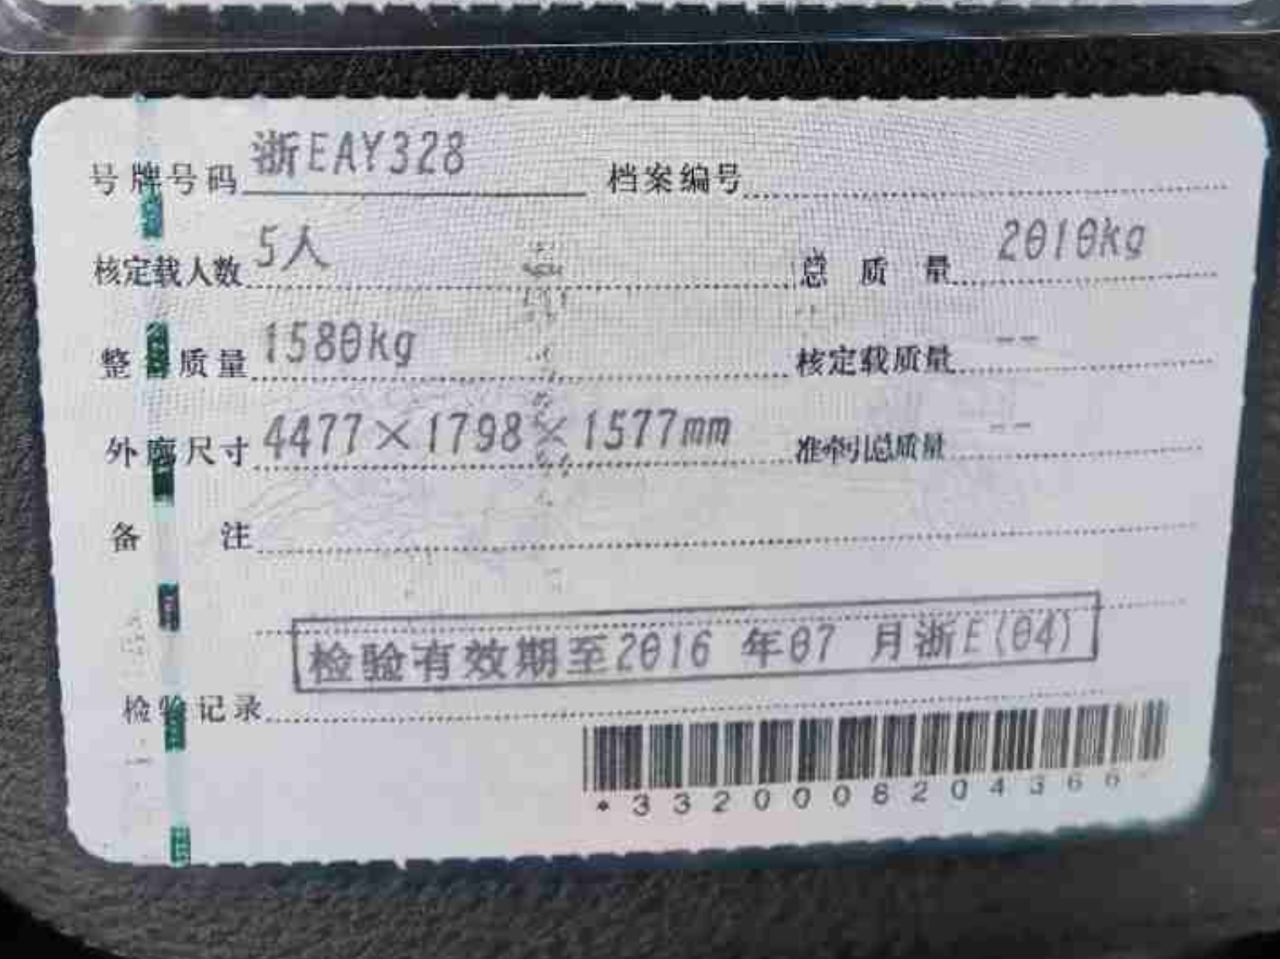 号牌号码 浙EAY328 档案编号
核定载人数 5人 总质量 2010kg
整备质量 1580kg 核定载质量 --
外廓尺寸 4477×1798×1577mm 准牵引总质量 --
备注
检验有效期至2016 年07 月浙E(04)
检验记录
*3320008204366